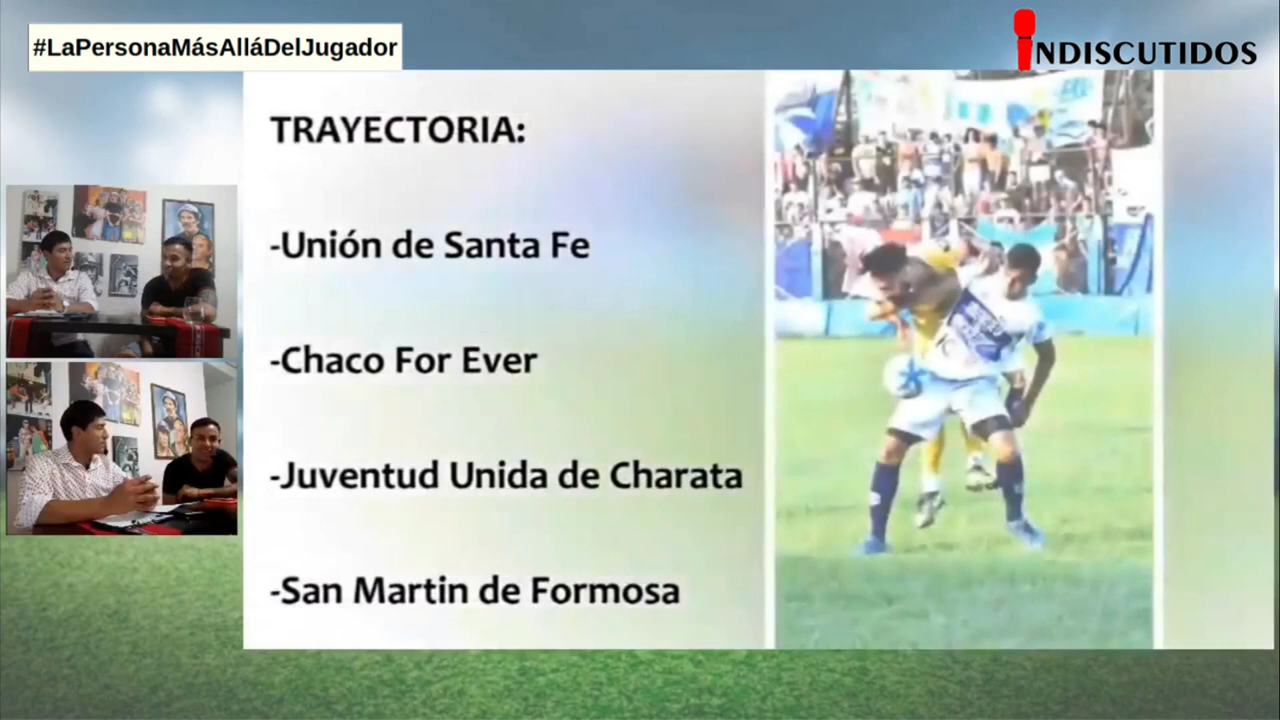 #LaPersonaMásAlláDelJugador
INDISCUTIDOS
TRAYECTORIA:
-Unión de Santa Fe
-Chaco For Ever
-Juventud Unida de Charata
-San Martin de Formosa